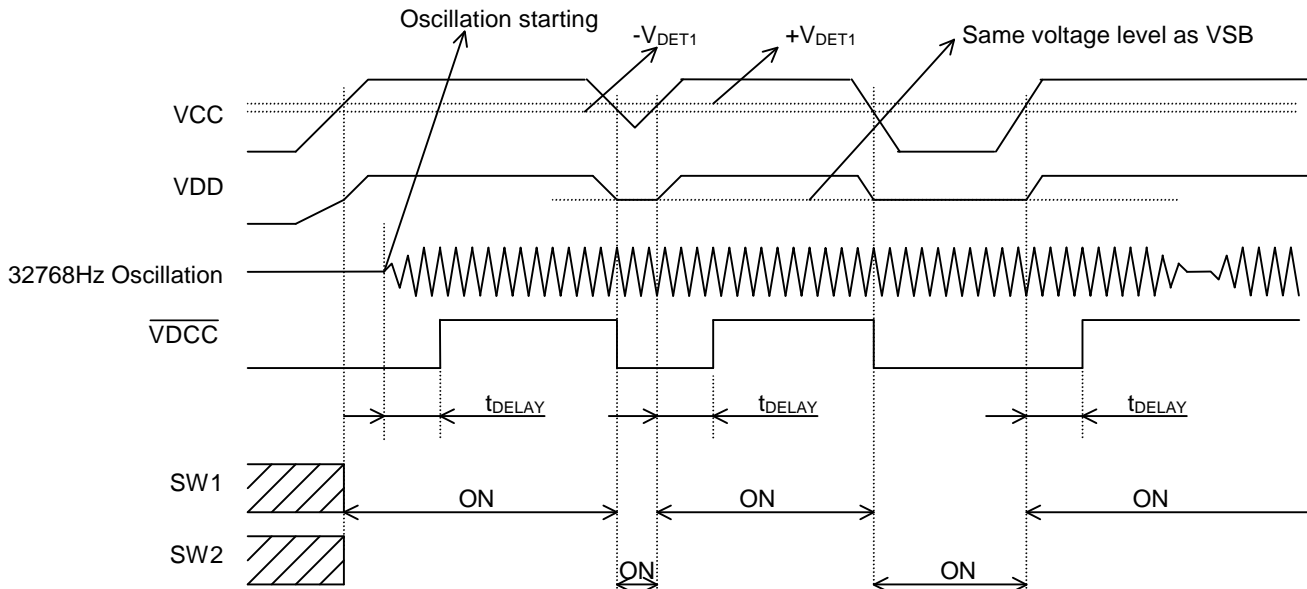 Oscillation starting
-VDET1
+VDET1
Same voltage level as VSB
VCC
VDD
32768Hz Oscillation
VDCC
tDELAY
tDELAY
tDELAY
SW1
ON
ON
ON
SW2
ON
ON